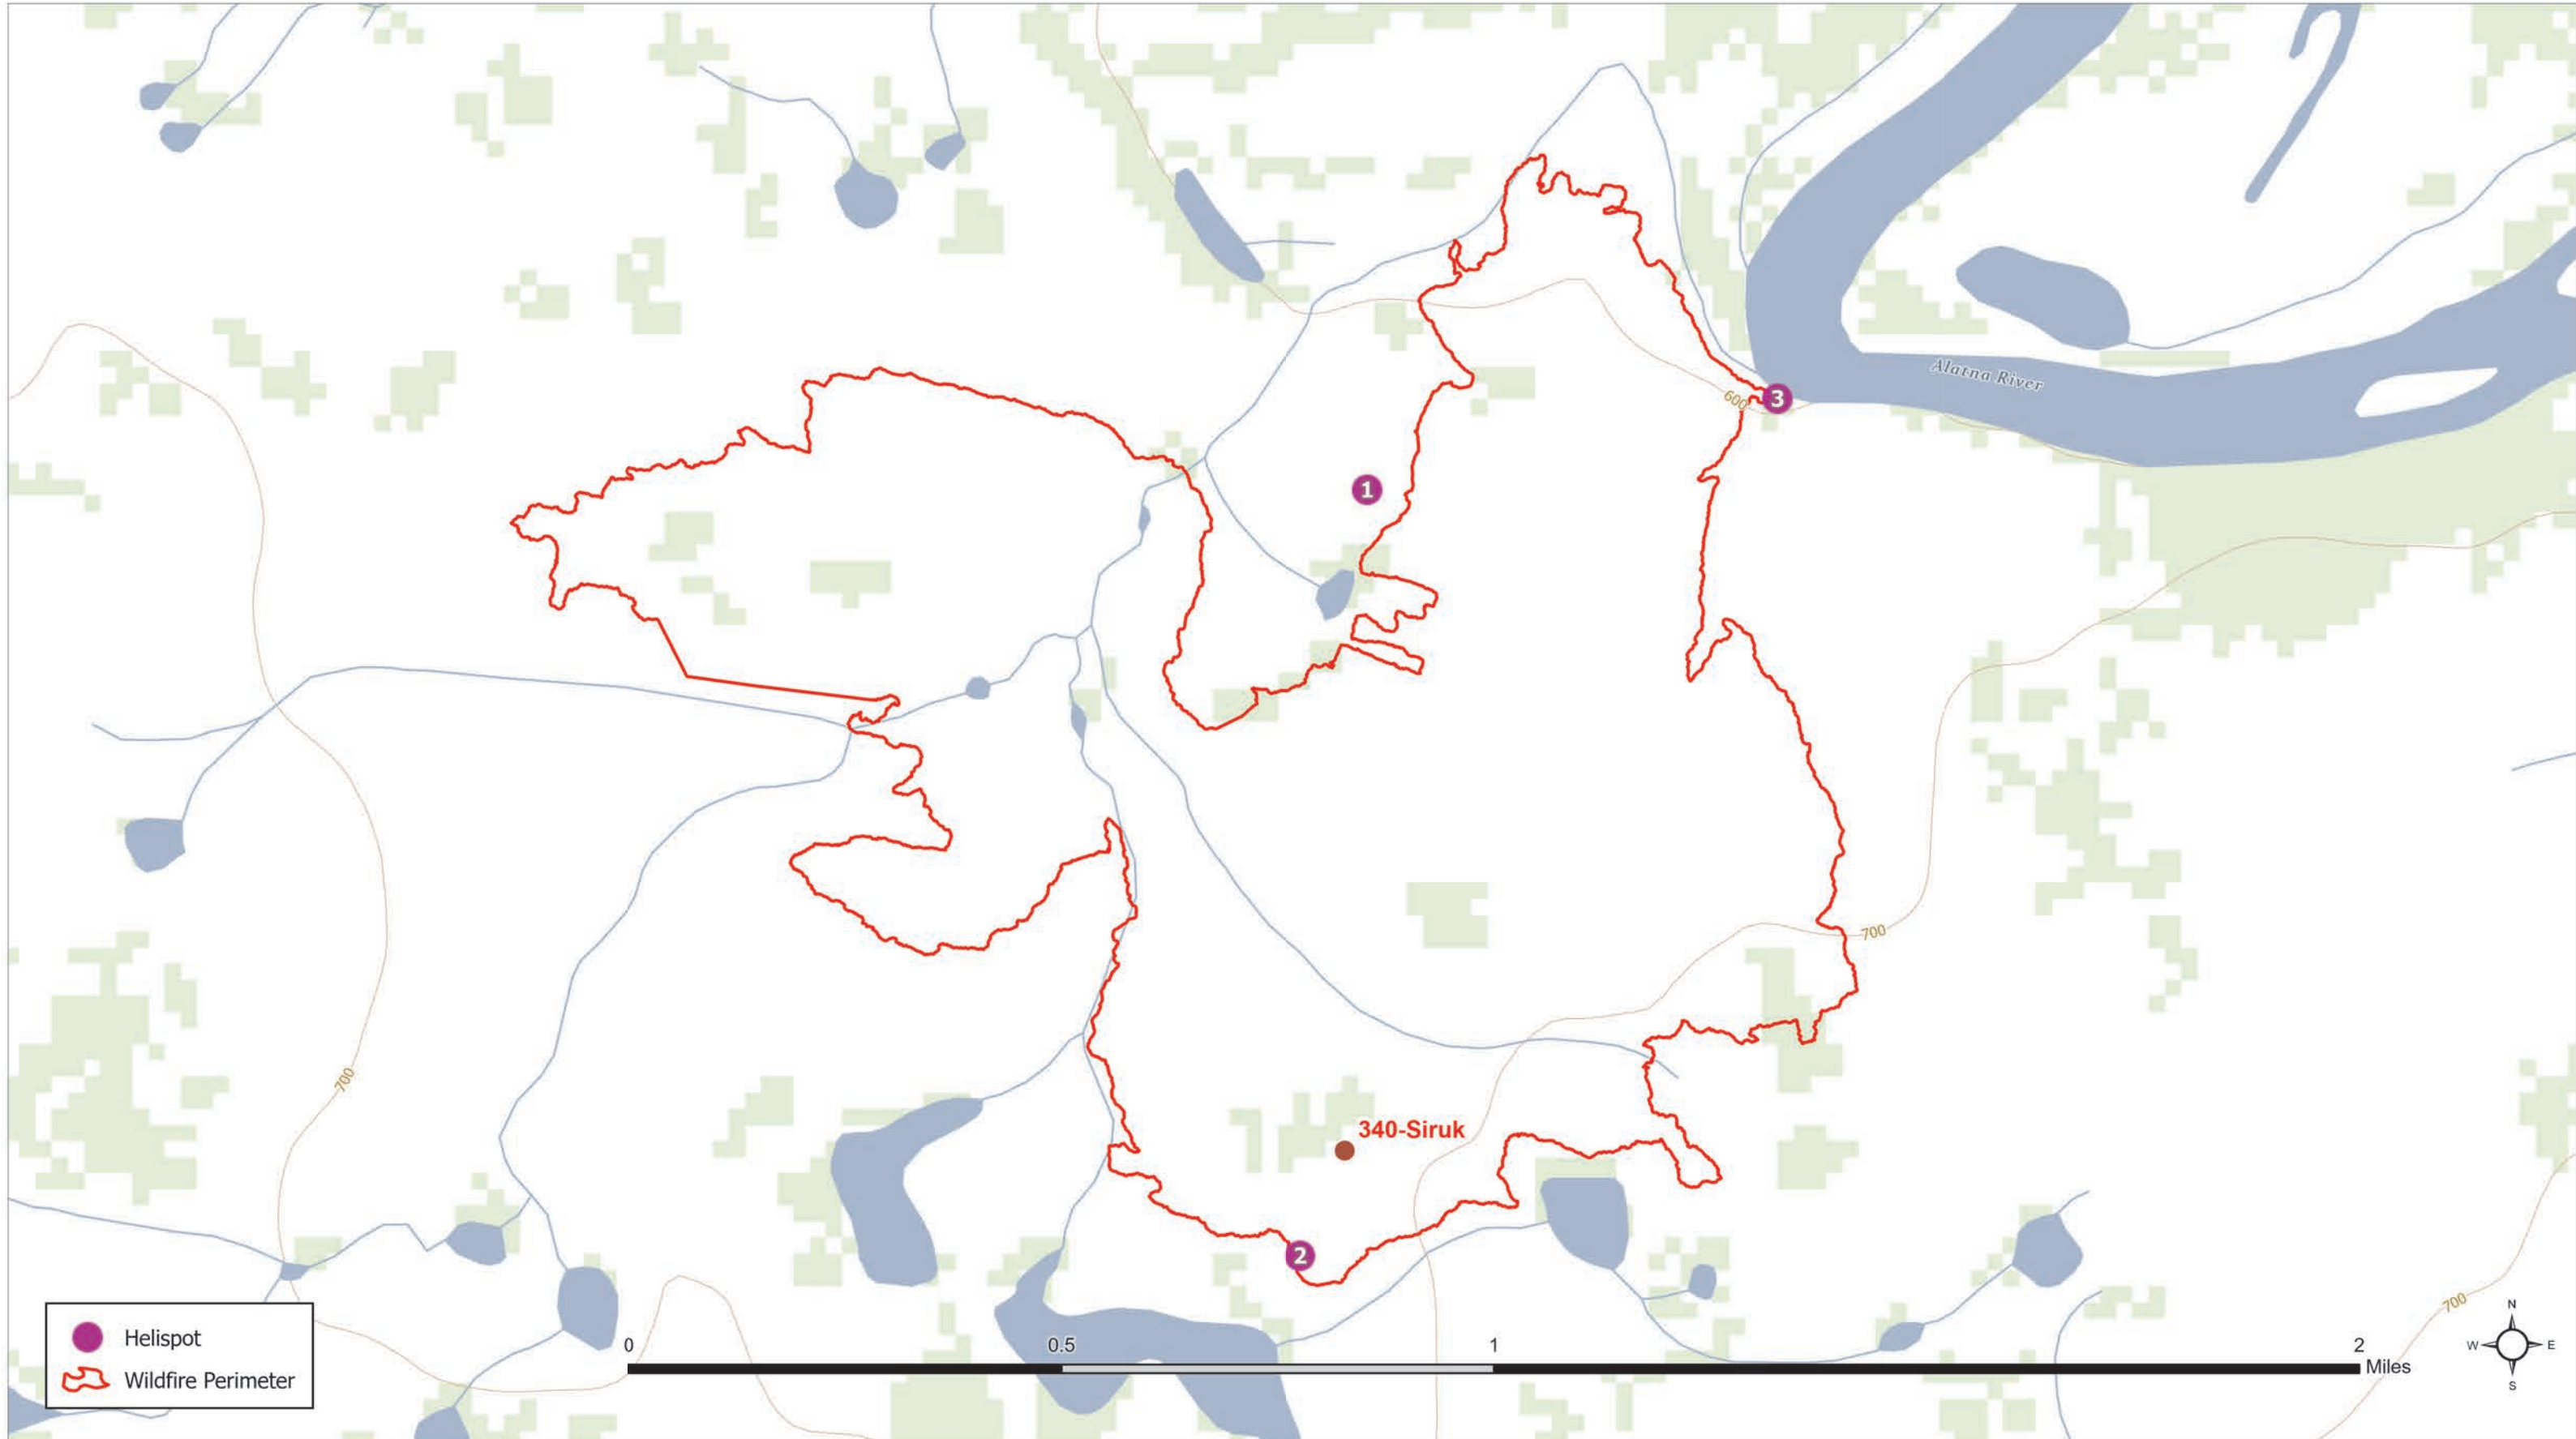 Alatna River
600
3
1
700
700
340-Siruk
2
700
Helispot
Wildfire Perimeter
0 0.5 1 2
Miles
N
W E
S